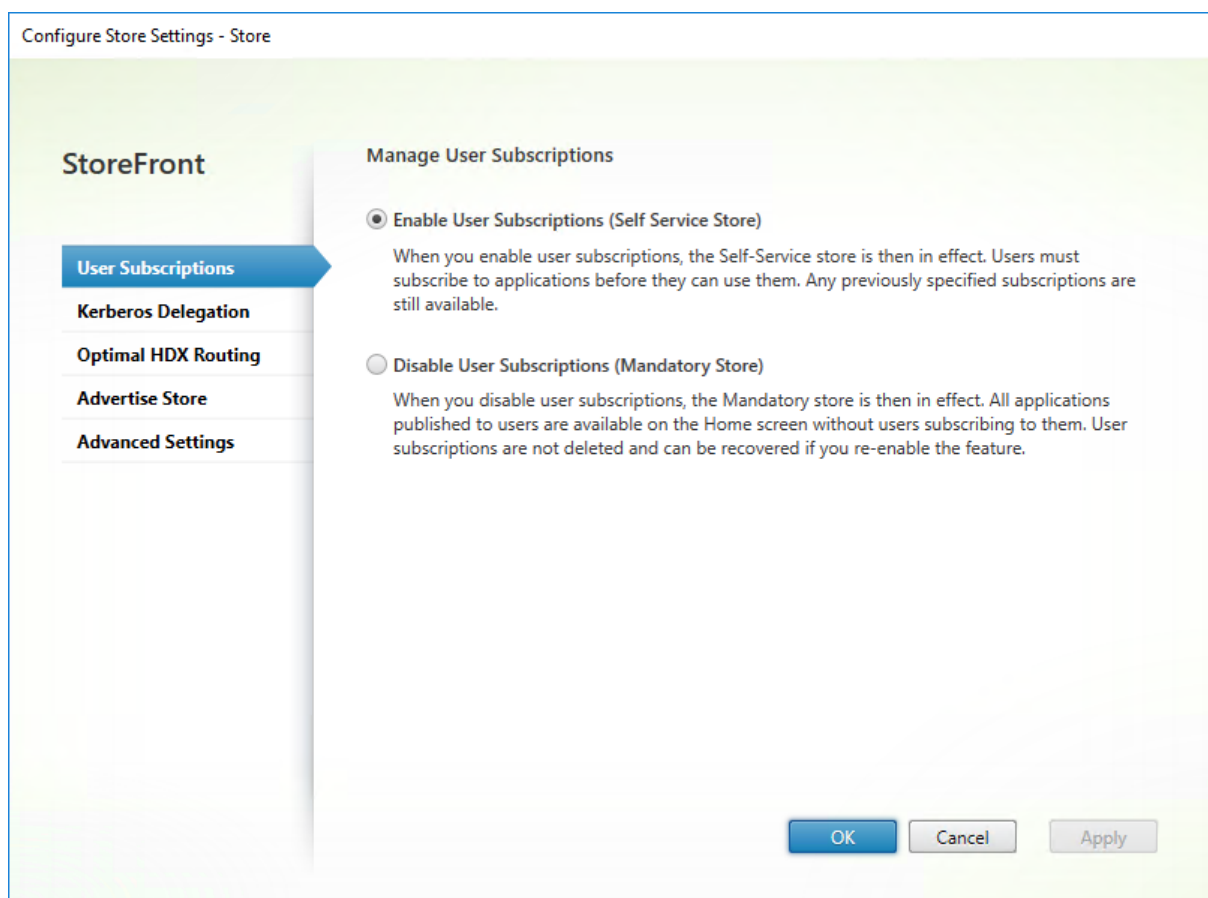 Configure Store Settings - Store
StoreFront
User Subscriptions
Kerberos Delegation
Optimal HDX Routing
Advertise Store
Advanced Settings
Manage User Subscriptions
Enable User Subscriptions (Self Service Store)
When you enable user subscriptions, the Self-Service store is then in effect. Users must
subscribe to applications before they can use them. Any previously specified subscriptions are
still available.
Disable User Subscriptions (Mandatory Store)
When you disable user subscriptions, the Mandatory store is then in effect. All applications
published to users are available on the Home screen without users subscribing to them. User
subscriptions are not deleted and can be recovered if you re-enable the feature.
OK
Cancel
Apply